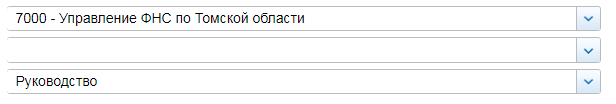 7000 - Управление ФНС по Томской области
Руководство